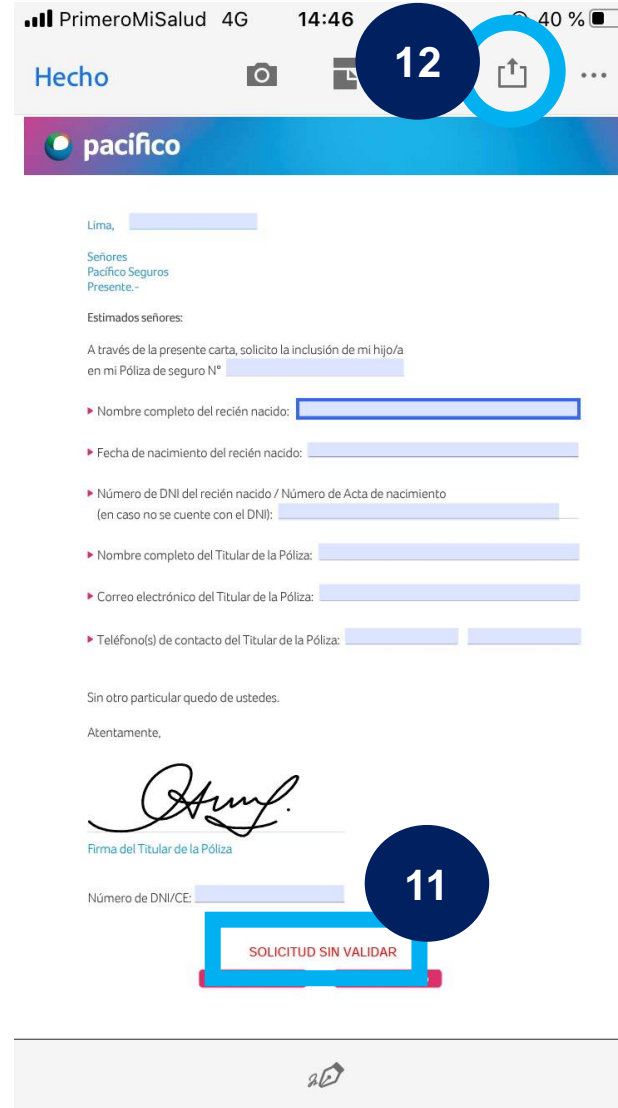 PrimeroMiSalud 4G 14:46 40 %
12
Hecho
pacifico
Lima,
Señores
Pacífico Seguros
Presente.-
Estimados señores:
A través de la presente carta, solicito la inclusión de mi hijo/a
en mi Póliza de seguro N°
Nombre completo del recién nacido:
Fecha de nacimiento del recién nacido:
Número de DNI del recién nacido / Número de Acta de nacimiento
(en caso no se cuente con el DNI):
Nombre completo del Titular de la Póliza:
Correo electrónico del Titular de la Póliza:
Teléfono(s) de contacto del Titular de la Póliza:
Sin otro particular quedo de ustedes.
Atentamente,
Firma del Titular de la Póliza
11
Número de DNI/CE:
SOLICITUD SIN VALIDAR